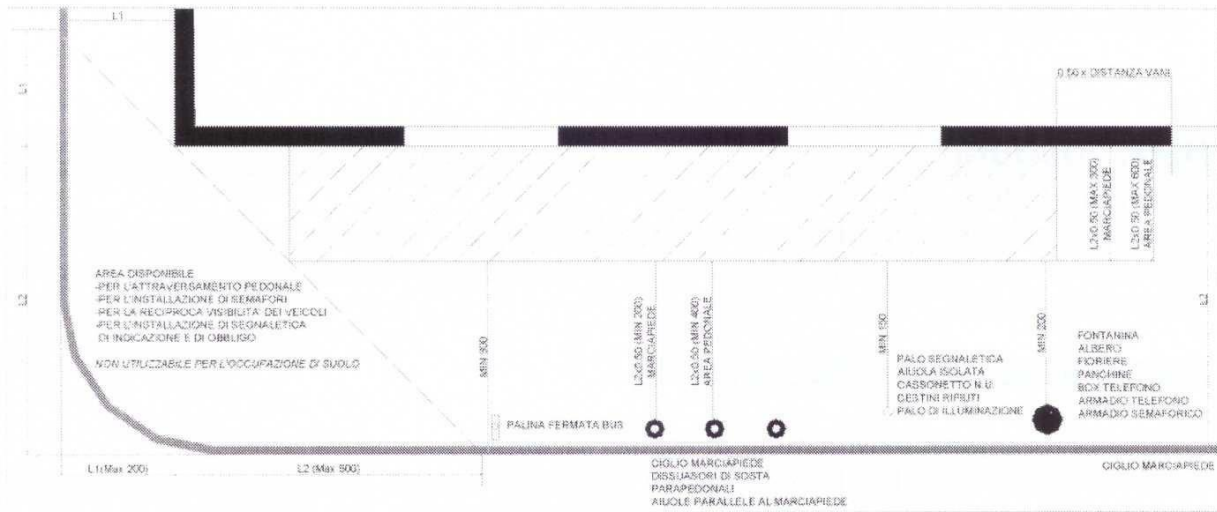 L1
0.50 x DISTANZA VANI
L1
L2x0.50 (MAX 300)
MARCIAPIEDE
L2x0.50 (MAX 600)
AREA PEDONALE
AREA DISPONIBILE
-PER L'ATTRAVERSAMENTO PEDONALE
-PER L'INSTALLAZIONE DI SEMAFORI
-PER LA RECIPROCA VISIBILITA' DEI VEICOLI
-PER L'INSTALLAZIONE DI SEGNALETICA
DI INDICAZIONE E DI OBBLIGO
NON UTILIZZABILE PER L'OCCUPAZIONE DI SUOLO
L2
MIN 300
L2x0.50 (MIN 200)
MARCIAPIEDE
L2x0.50 (MIN 400)
AREA PEDONALE
MIN 150
MIN 200
L2
PALO SEGNALETICA
AIUOLA ISOLATA
CASSONETTO N.U.
CESTINI RIFIUTI
PALO DI ILLUMINAZIONE
FONTANINA
ALBERO
FIORIERE
PANCHINE
BOX TELEFONO
ARMADIO TELEFONO
ARMADIO SEMAFORICO
PALINA FERMATA BUS
L1(Max 200)
L2 (Max 600)
CIGLIO MARCIAPIEDE
DISSUASORI DI SOSTA
PARAPEDONALI
AIUOLE PARALLELE AL MARCIAPIEDE
CIGLIO MARCIAPIEDE